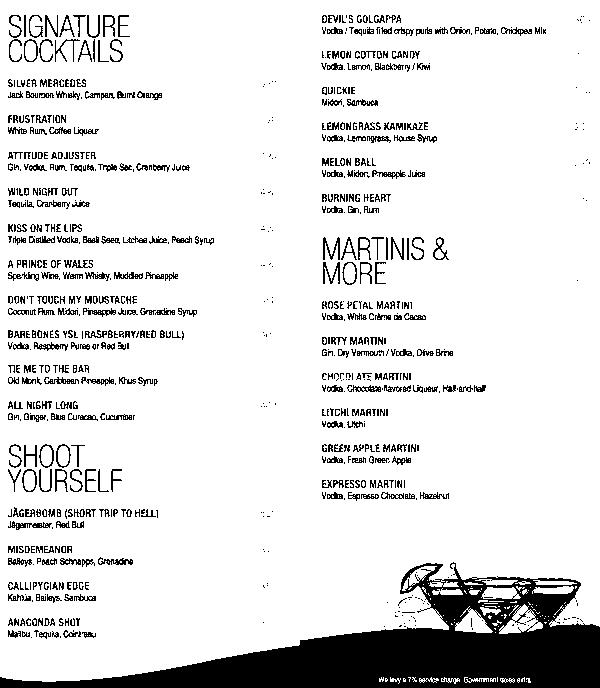 SIGNATURE
COCKTAILS
SILVER MERCEDES
Jack Bourbon Whisky, Campari, Burnt Orange
FRUSTRATION
White Rum, Coffee Liqueur
ATTITUDE ADJUSTER
Gin, Vodka, Rum, Tequila, Triple Sec, Cranberry Juice
WILD NIGHT OUT
Tequila, Cranberry Juice
KISS ON THE LIPS
Triple Distilled Vodka, Basil Seed, Litchee Juice, Peach Syrup
A PRINCE OF WALES
Sparkling Wine, Warm Whisky, Muddled Pineapple
DON'T TOUCH MY MOUSTACHE
Coconut Rum, Midori, Pineapple Juice, Grenadine Syrup
BAREBONES YSL (RASPBERRY/RED BULL)
Vodka, Raspberry Puree or Red Bull
TIE ME TO THE BAR
Old Monk, Caribbean Pineapple, Khus Syrup
ALL NIGHT LONG
Gin, Ginger, Blue Curacao, Cucumber
SHOOT
YOURSELF
JÄGERBOMB (SHORT TRIP TO HELL)
Jägermeister, Red Bull
MISDEMEANOR
Baileys, Peach Schnapps, Grenadine
CALLIPYGIAN EDGE
Kahlúa, Baileys, Sambuca
ANACONDA SHOT
Malibu, Tequila, Cointreau
DEVIL'S GOLGAPPA
Vodka / Tequila filled crispy puris with Onion, Potato, Chickpea Mix
LEMON COTTON CANDY
Vodka, Lemon, Blackberry / Kiwi
QUICKIE
Midori, Sambuca
LEMONGRASS KAMIKAZE
Vodka, Lemongrass, House Syrup
MELON BALL
Vodka, Midori, Pineapple Juice
BURNING HEART
Vodka, Gin, Rum
MARTINIS &
MORE
ROSE PETAL MARTINI
Vodka, White Crème de Cacao
DIRTY MARTINI
Gin, Dry Vermouth / Vodka, Olive Brine
CHOCOLATE MARTINI
Vodka, Chocolate-flavored Liqueur, Half-and-half
LITCHI MARTINI
Vodka, Litchi
GREEN APPLE MARTINI
Vodka, Fresh Green Apple
EXPRESSO MARTINI
Vodka, Espresso Chocolate, Hazelnut
We levy a 7% service charge. Government taxes extra.